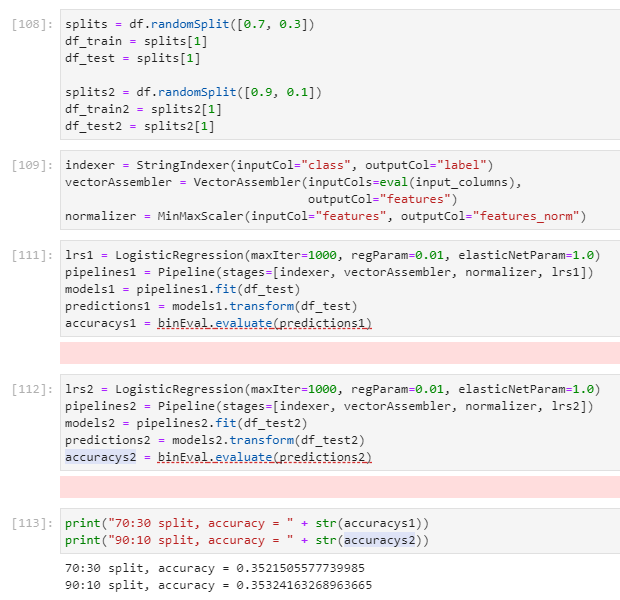 [108]: splits = df.randomSplit([0.7, 0.3])
df_train = splits[1]
df_test = splits[1]
splits2 = df.randomSplit([0.9, 0.1])
df_train2 = splits2[1]
df_test2 = splits2[1]
[109]: indexer = StringIndexer(inputCol="class", outputCol="label")
vectorAssembler = VectorAssembler(inputCols=eval(input_columns),
outputCol="features")
normalizer = MinMaxScaler(inputCol="features", outputCol="features_norm")
[111]: lrs1 = LogisticRegression(maxIter=1000, regParam=0.01, elasticNetParam=1.0)
pipelines1 = Pipeline(stages=[indexer, vectorAssembler, normalizer, lrs1])
models1 = pipelines1.fit(df_test)
predictions1 = models1.transform(df_test)
accuracys1 = binEval.evaluate(predictions1)
[112]: lrs2 = LogisticRegression(maxIter=1000, regParam=0.01, elasticNetParam=1.0)
pipelines2 = Pipeline(stages=[indexer, vectorAssembler, normalizer, lrs2])
models2 = pipelines2.fit(df_test2)
predictions2 = models2.transform(df_test2)
accuracys2 = binEval.evaluate(predictions2)
[113]: print("70:30 split, accuracy = " + str(accuracys1))
print("90:10 split, accuracy = " + str(accuracys2))
70:30 split, accuracy = 0.3521505577739985
90:10 split, accuracy = 0.35324163268963665